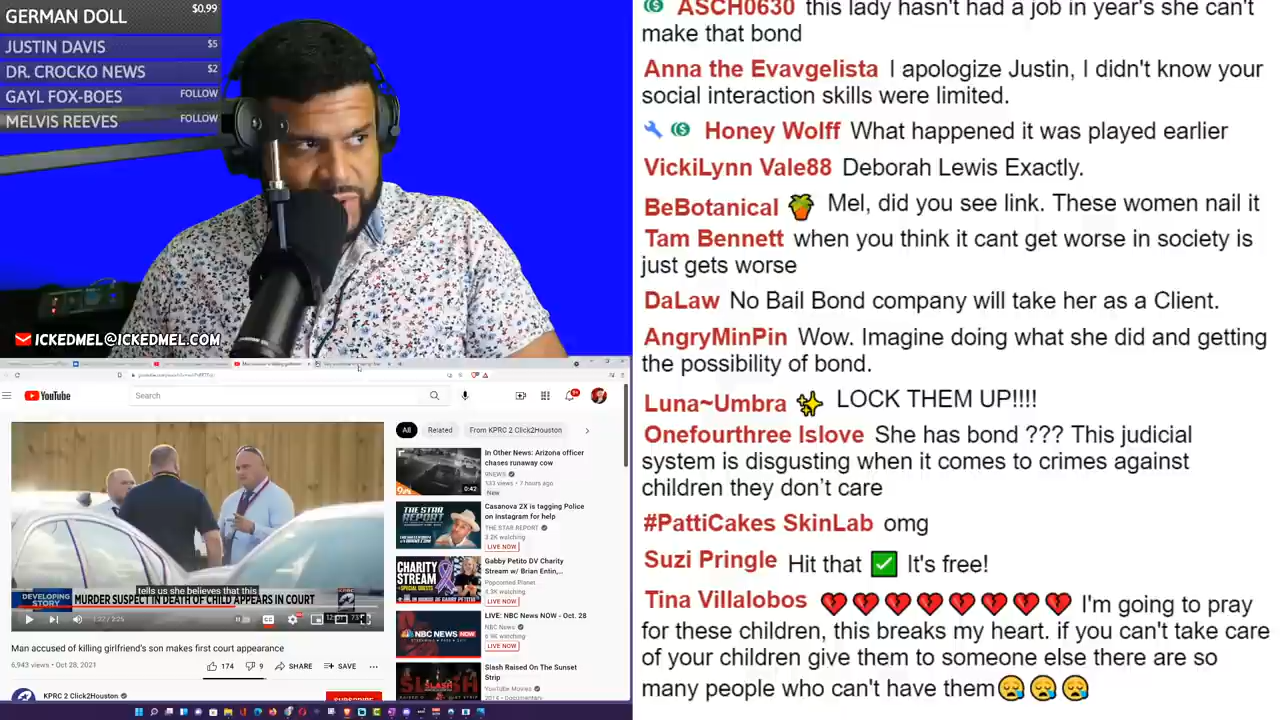 GERMAN DOLL $0.99
JUSTIN DAVIS $5
DR. CROCKO NEWS $2
GAYL FOX-BOES FOLLOW
MELVIS REEVES FOLLOW
ICKEDMEL@ICKEDMEL.COM
YouTube
Search
tells us she believes that this
DEVELOPING STORY
MURDER SUSPECT IN DEATH OF CHILD APPEARS IN COURT
KPRC 2
1:32 / 2:25
Man accused of killing girlfriend's son makes first court appearance
6,943 views • Oct 28, 2021
174 9 SHARE SAVE ...
KPRC 2 Click2Houston
SUBSCRIBE
All Related From KPRC 2 Click2Houston
In Other News: Arizona officer
chases runaway cow
9NEWS
133 views • 7 hours ago
New
0:42
THE STAR REPORT
Casanova 2X is tagging Police
on Instagram for help
THE STAR REPORT
3.2K watching
LIVE NOW
CHARITY STREAM
Gabby Petito DV Charity
Stream w/ Brian Entin,...
Popcorned Planet
4.3K watching
LIVE NOW
NBC NEWS NOW
LIVE: NBC News NOW - Oct. 28
NBC News
LIVE NOW
Slash Raised On The Sunset
Strip
YouTube Movies
ASCH0630 this lady hasn't had a job in year's she can't
make that bond
Anna the Evavgelista I apologize Justin, I didn't know your
social interaction skills were limited.
Honey Wolff What happened it was played earlier
VickiLynn Vale88 Deborah Lewis Exactly.
BeBotanical Mel, did you see link. These women nail it
Tam Bennett when you think it cant get worse in society is
just gets worse
DaLaw No Bail Bond company will take her as a Client.
AngryMinPin Wow. Imagine doing what she did and getting
the possibility of bond.
Luna~Umbra ✨ LOCK THEM UP!!!!
Onefourthree Islove She has bond ??? This judicial
system is disgusting when it comes to crimes against
children they don’t care
#PattiCakes SkinLab omg
Suzi Pringle Hit that ✅ It's free!
Tina Villalobos 💔💔💔💔💔💔💔 I'm going to pray
for these children, this breaks my heart. if you can't take care
of your children give them to someone else there are so
many people who can't have them😥😥😥